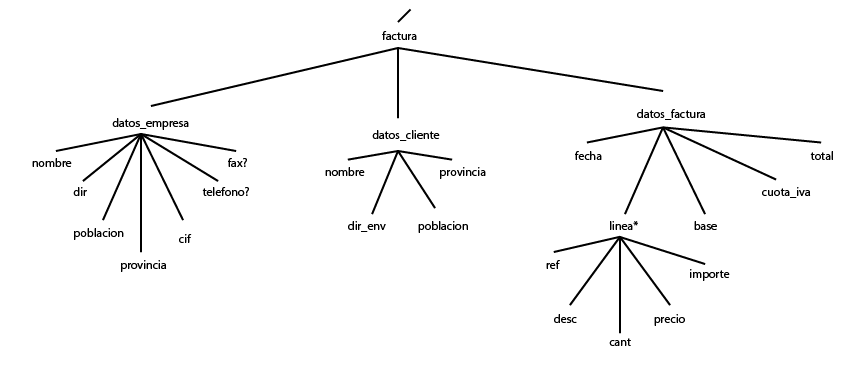 factura
datos_empresa
datos_cliente
datos_factura
nombre
dir
poblacion
provincia
cif
telefono?
fax?
nombre
dir_env
poblacion
provincia
fecha
linea*
base
cuota_iva
total
ref
desc
cant
precio
importe